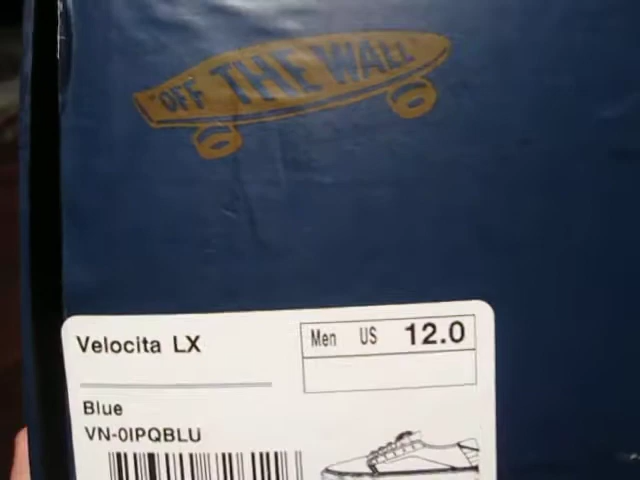 "OFF THE WALL"
Velocita LX
Men US 12.0
Blue
VN-0IPQBLU